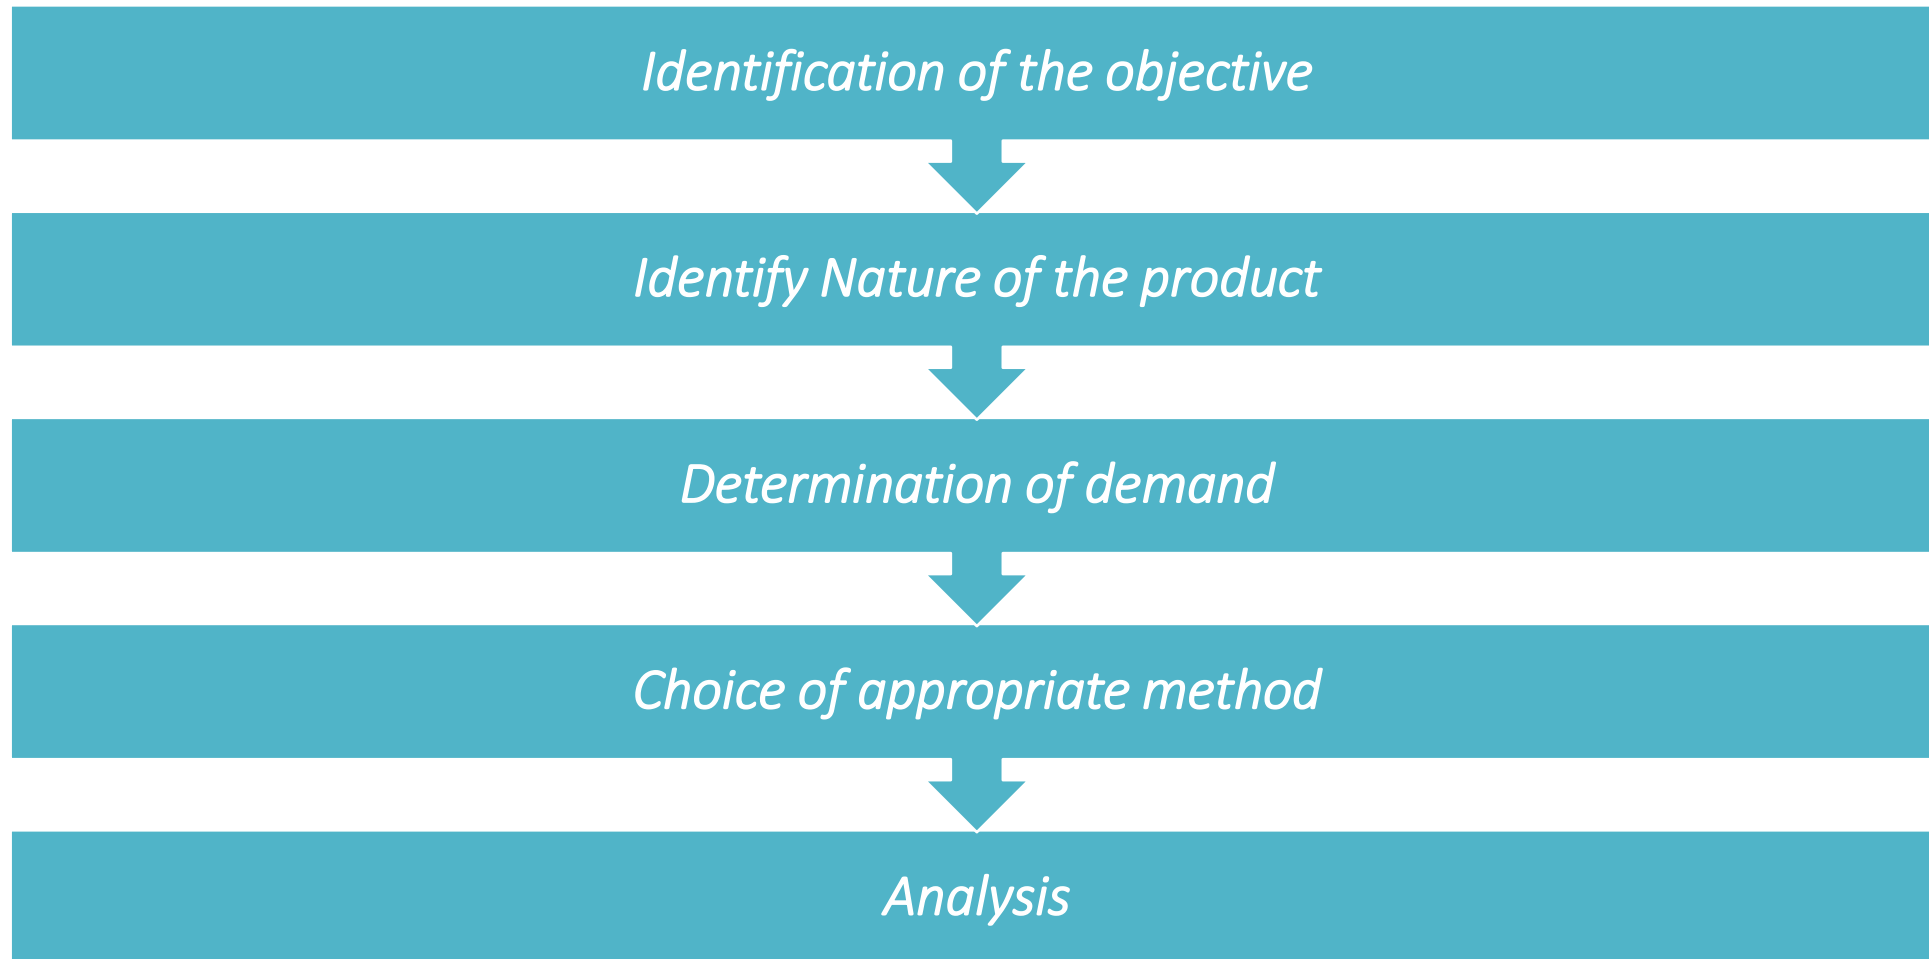 Identification of the objective
Identify Nature of the product
Determination of demand
Choice of appropriate method
Analysis